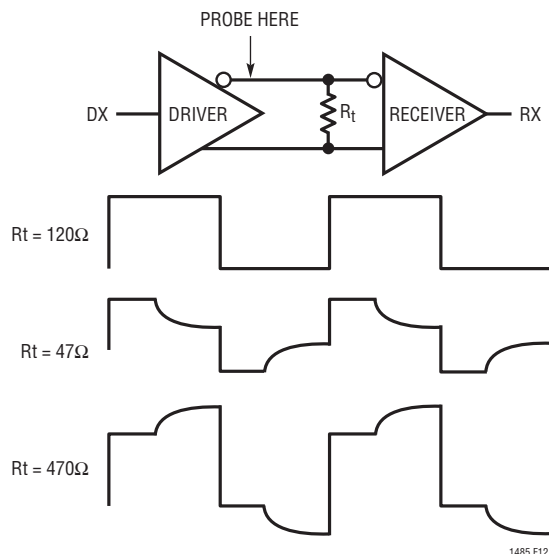 PROBE HERE
DX DRIVER Rt RECEIVER RX
Rt = 120Ω
Rt = 47Ω
Rt = 470Ω
1485 F12